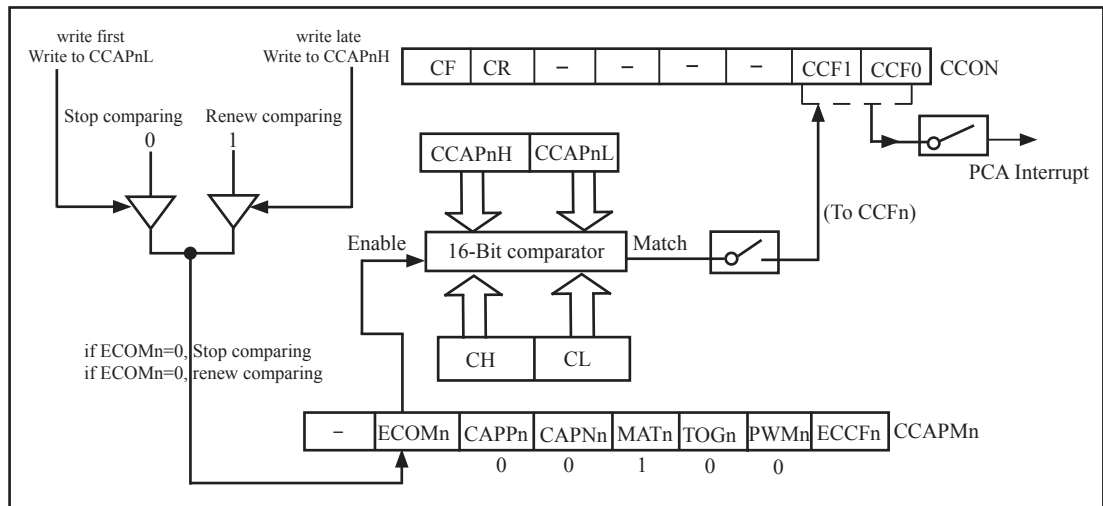 write first
Write to CCAPnL
write late
Write to CCAPnH
CF CR – – – – CCF1 CCF0 CCON
Stop comparing
0
Renew comparing
1
CCAPnH CCAPnL
PCA Interrupt
(To CCFn)
Enable
16-Bit comparator
Match
CH CL
if ECOMn=0, Stop comparing
if ECOMn=0, renew comparing
– ECOMn CAPPn CAPNn MATn TOGn PWMn ECCFn CCAPMn
0 0 1 0 0